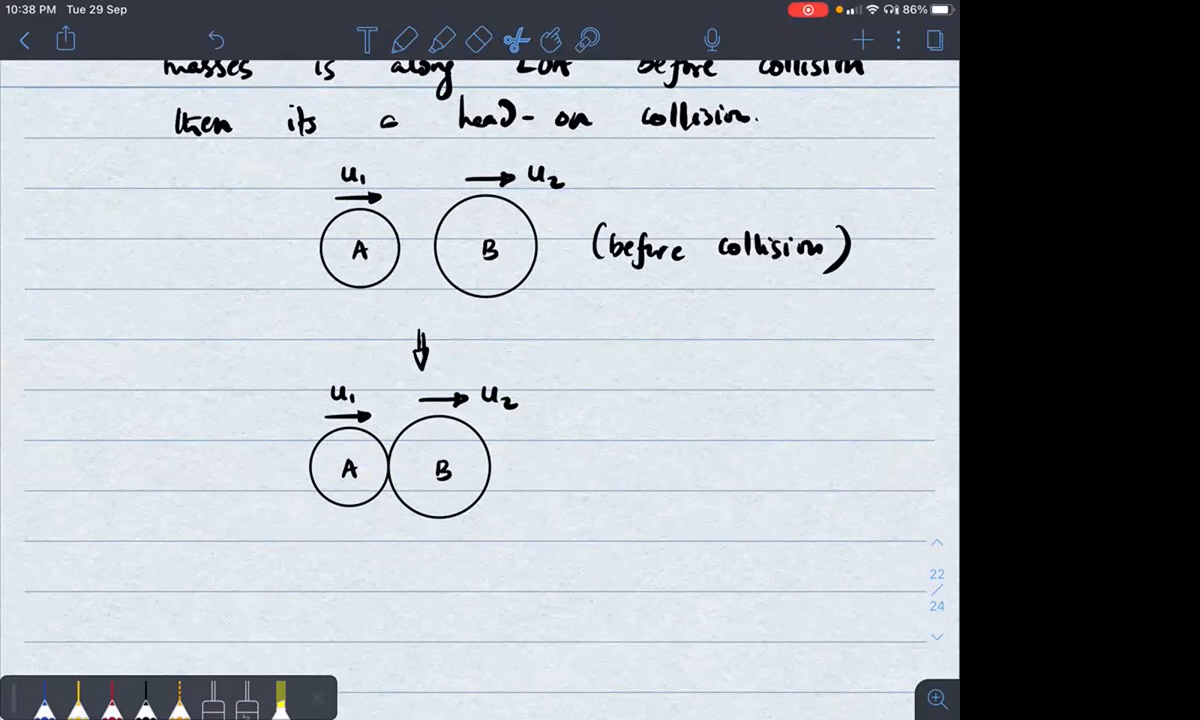 10:38 PM Tue 29 Sep
86%
masses is along LOA before collision
then its a head-on collision.
u₁ u₂
A B (before collision)
u₁ u₂
A B
22
/
24